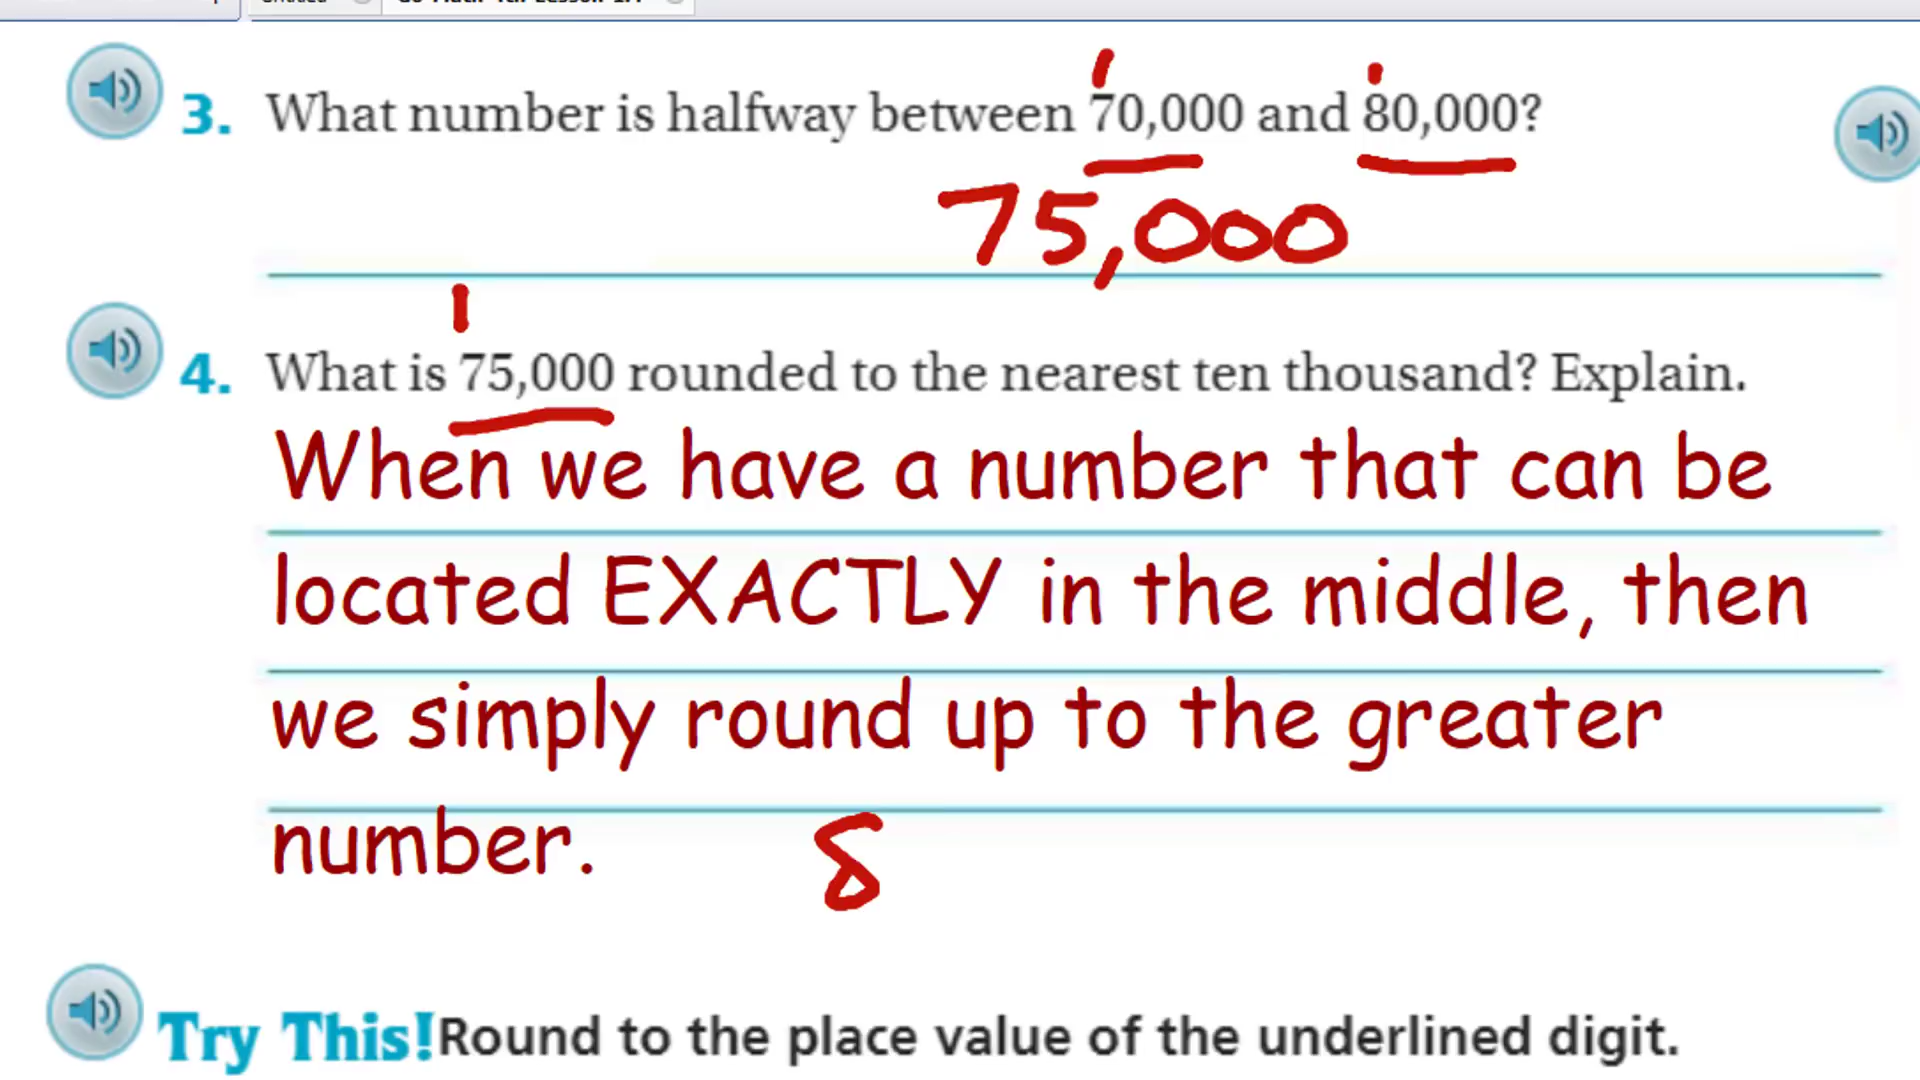 3. What number is halfway between 70,000 and 80,000?
75,000
4. What is 75,000 rounded to the nearest ten thousand? Explain.
When we have a number that can be
located EXACTLY in the middle, then
we simply round up to the greater
number. 8
Try This! Round to the place value of the underlined digit.